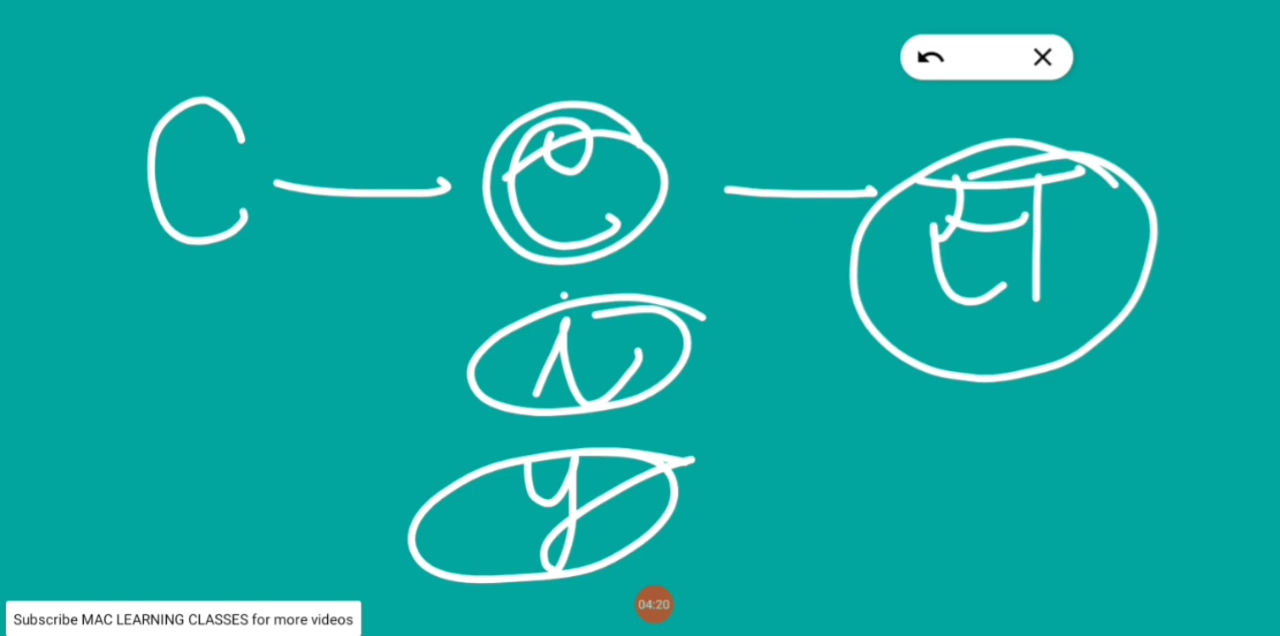 C → e → स
i
y
04:20
Subscribe MAC LEARNING CLASSES for more videos